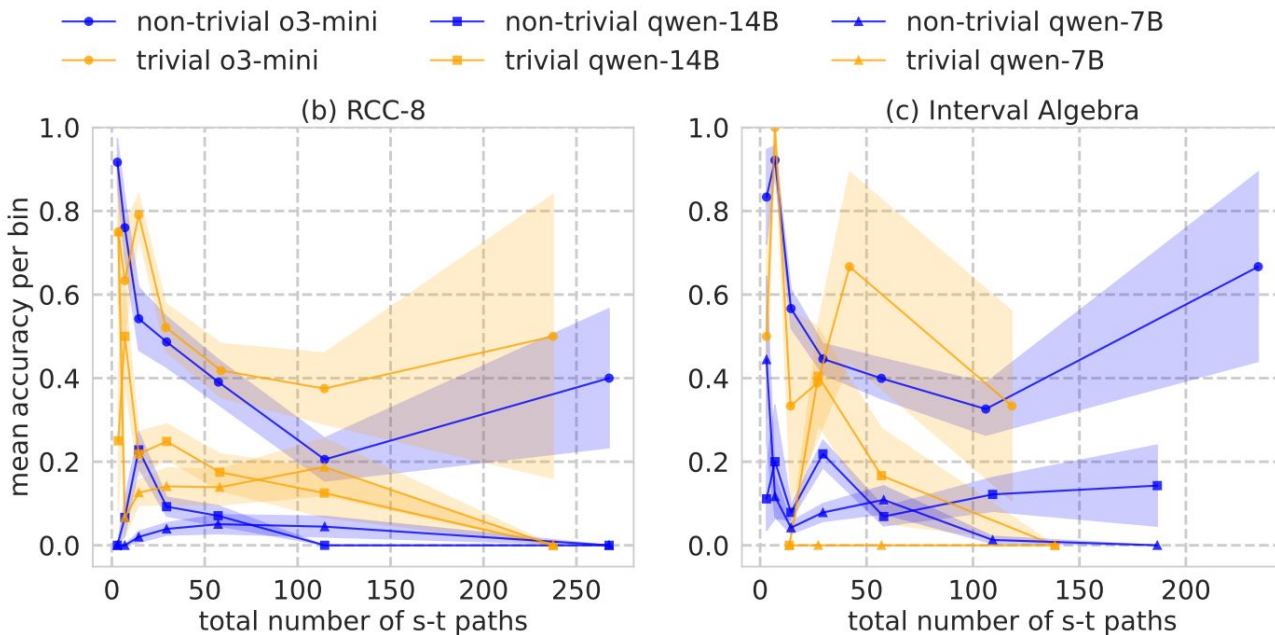 non-trivial o3-mini non-trivial qwen-14B non-trivial qwen-7B
trivial o3-mini trivial qwen-14B trivial qwen-7B
(b) RCC-8 (c) Interval Algebra
1.0 1.0
0.8 0.8
0.6 0.6
0.4 0.4
0.2 0.2
0.0 0.0
mean accuracy per bin
0 50 100 150 200 250 0 50 100 150 200
total number of s-t paths total number of s-t paths